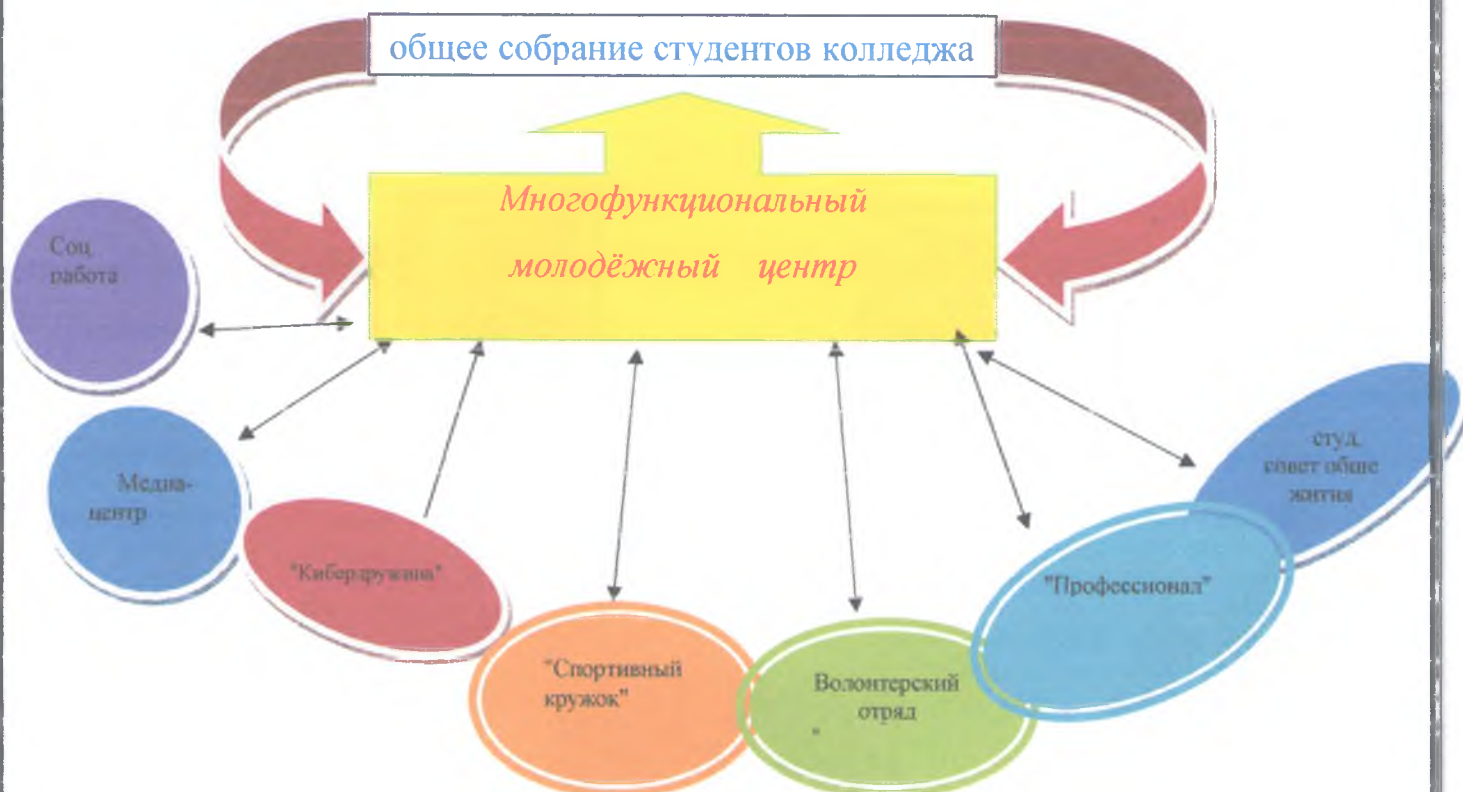 общее собрание студентов колледжа
Многофункциональный
молодёжный центр
Соц
работа
Медиа-
центр
"Кибердружина"
"Спортивный
кружок"
Волонтерский
отряд
"
"Профессионал"
студ.
совет обще
жития